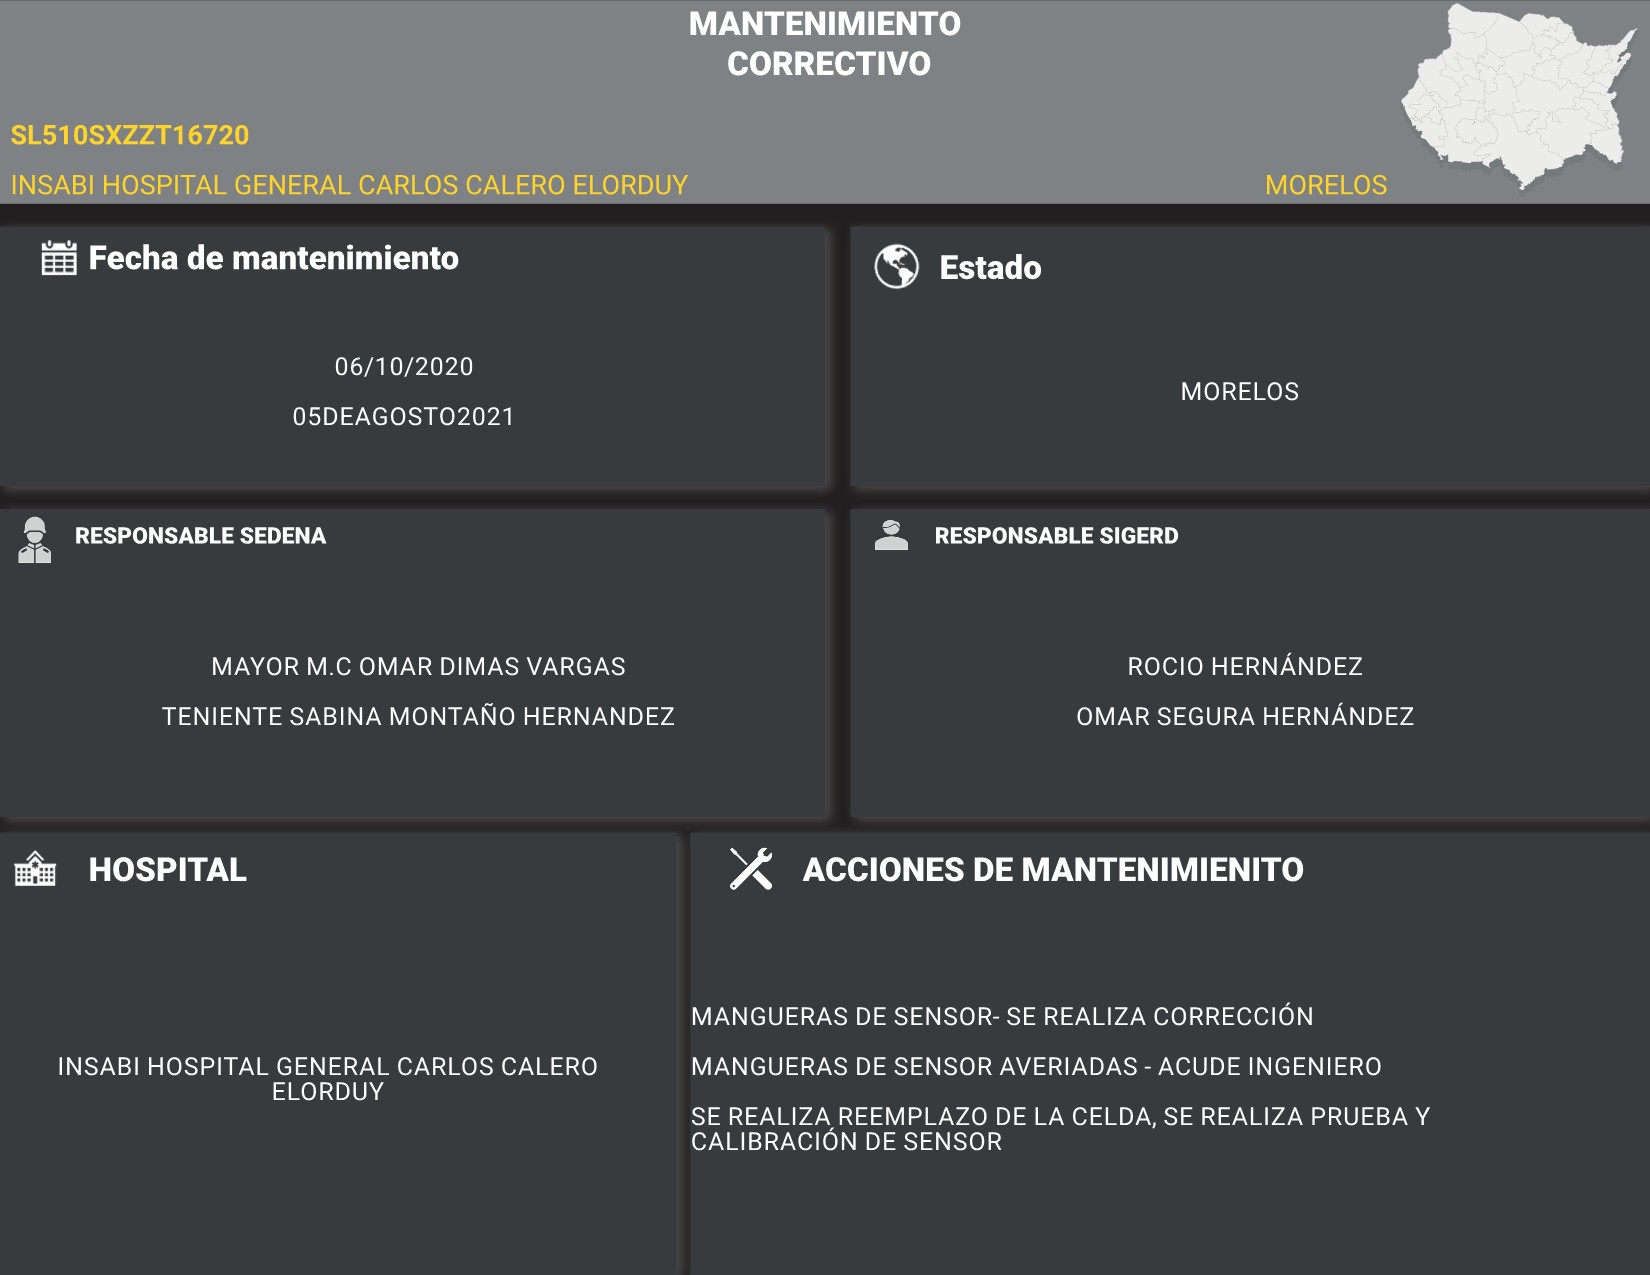 MANTENIMIENTO
CORRECTIVO
SL510SXZZT16720
INSABI HOSPITAL GENERAL CARLOS CALERO ELORDUY
MORELOS
Fecha de mantenimiento
06/10/2020
05DEAGOSTO2021
Estado
MORELOS
RESPONSABLE SEDENA
MAYOR M.C OMAR DIMAS VARGAS
TENIENTE SABINA MONTAÑO HERNANDEZ
RESPONSABLE SIGERD
ROCIO HERNÁNDEZ
OMAR SEGURA HERNÁNDEZ
HOSPITAL
INSABI HOSPITAL GENERAL CARLOS CALERO
ELORDUY
ACCIONES DE MANTENIMIENITO
MANGUERAS DE SENSOR- SE REALIZA CORRECCIÓN
MANGUERAS DE SENSOR AVERIADAS - ACUDE INGENIERO
SE REALIZA REEMPLAZO DE LA CELDA, SE REALIZA PRUEBA Y
CALIBRACIÓN DE SENSOR